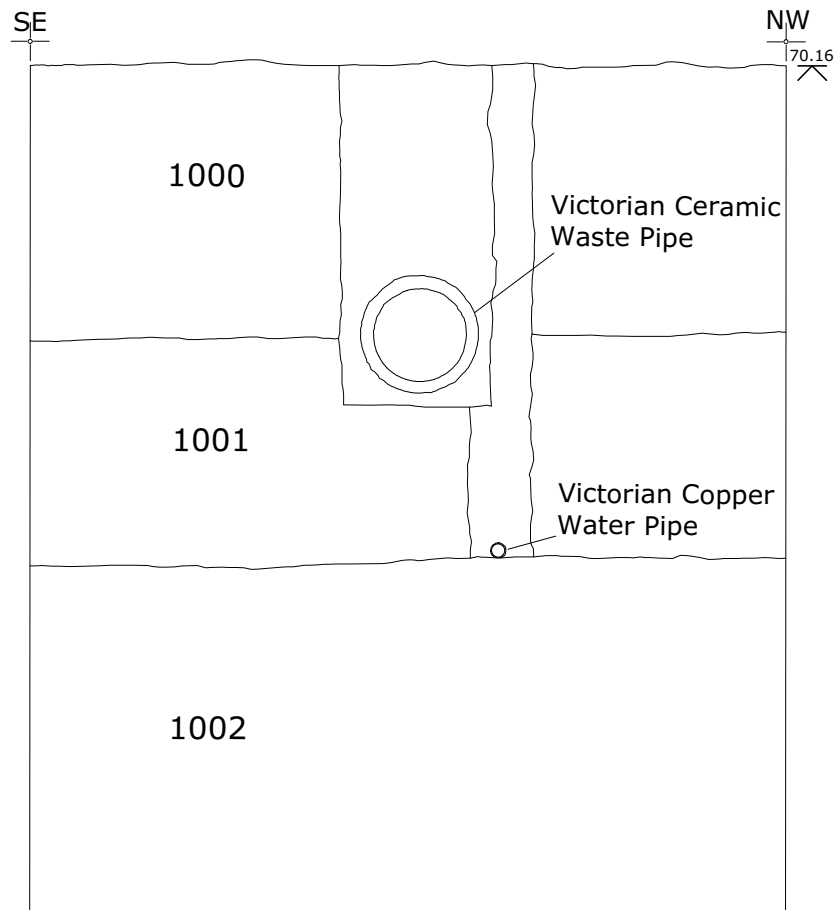 SE
NW
70.16
1000
Victorian Ceramic
Waste Pipe
1001
Victorian Copper
Water Pipe
1002